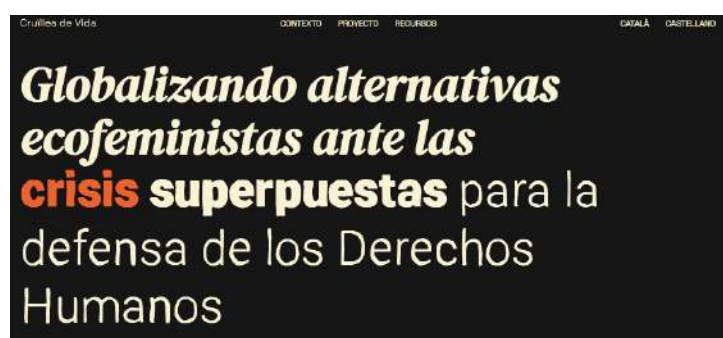 Cruïlles de Vida
CONTEXTO PROYECTO RECURSOS
CATALÀ CASTELLANO
Globalizando alternativas
ecofeministas ante las
crisis superpuestas para la
defensa de los Derechos
Humanos